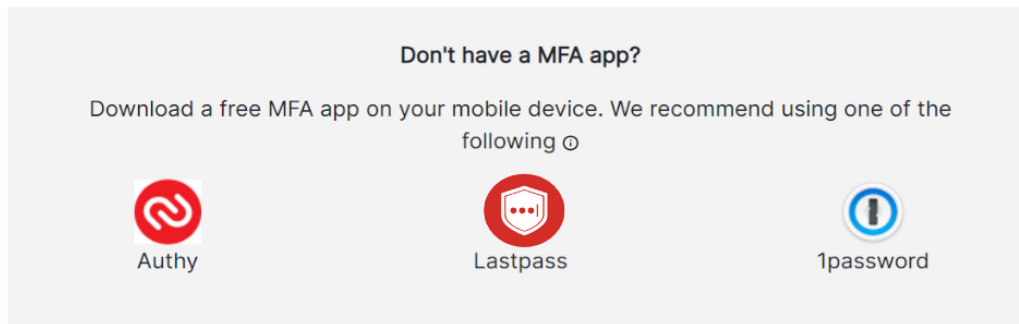 Don't have a MFA app?
Download a free MFA app on your mobile device. We recommend using one of the
following
Authy
Lastpass
1password